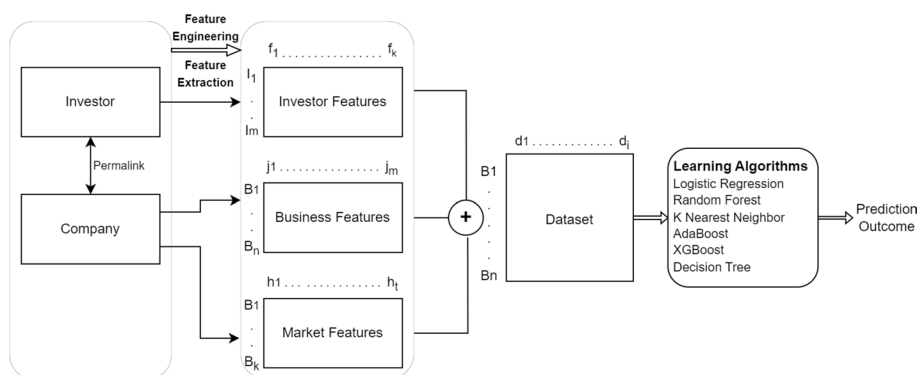 Feature
Engineering
Feature
Extraction
Investor
Permalink
Company
f1 . . . . . . . . . . . . . . . fk
I1
.
.
Im
Investor Features
j1 . . . . . . . . . . . . . . . . jm
B1
.
.
Bn
Business Features
h1 . . . . . . . . . . . . . . . ht
B1
.
.
Bk
Market Features
+
d1 . . . . . . . . . . . . . di
B1
.
.
.
.
.
Bn
Dataset
Learning Algorithms
Logistic Regression
Random Forest
K Nearest Neighbor
AdaBoost
XGBoost
Decision Tree
Prediction
Outcome